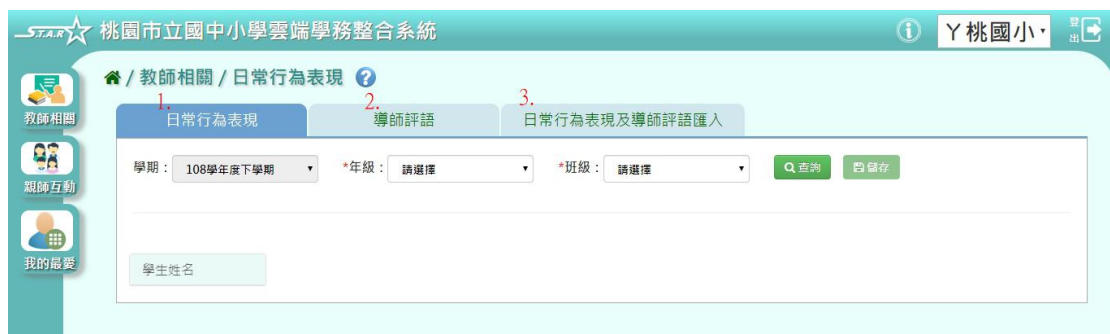 S.T.A.R 桃園市立國中小學雲端學務整合系統
ㄚ桃國小
登出
/ 教師相關 / 日常行為表現
1. 2. 3.
日常行為表現 導師評語 日常行為表現及導師評語匯入
教師相關
學期： 108學年度下學期 *年級： 請選擇 *班級： 請選擇 查詢 儲存
親師互動
我的最愛
學生姓名